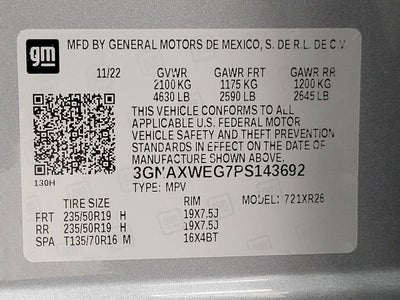 gm
MFD BY GENERAL MOTORS DE MEXICO, S. DE R.L. DE C.V.
11/22 GVWR GAWR FRT GAWR RR
2100 KG 1175 KG 1200 KG
4630 LB 2590 LB 2645 LB
THIS VEHICLE CONFORMS TO ALL
APPLICABLE U.S. FEDERAL MOTOR
VEHICLE SAFETY AND THEFT PREVENTION
STANDARDS IN EFFECT ON THE DATE OF
MANUFACTURE SHOWN ABOVE.
3GNAXWEG7PS143692
130H TYPE: MPV MODEL: 721XR26
TIRE SIZE RIM
FRT 235/50R19 H 19X7.5J
RR 235/50R19 H 19X7.5J
SPA T135/70R16 M 16X4BT